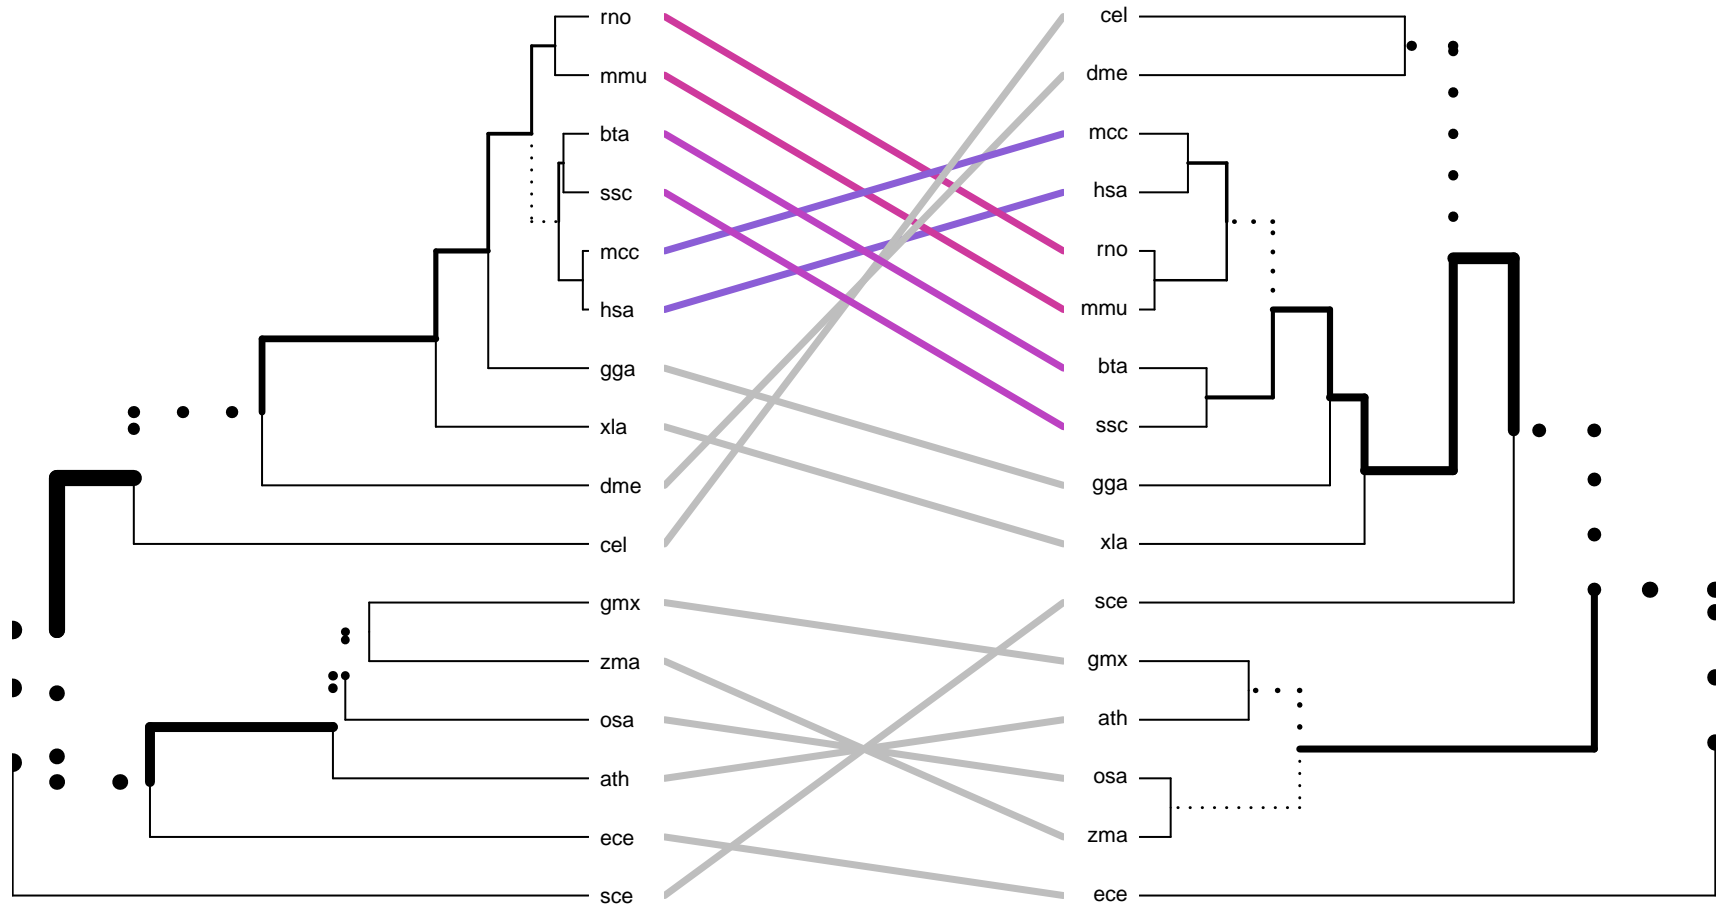 rno
mmu
bta
ssc
mcc
hsa
gga
xla
dme
cel
gmx
zma
osa
ath
ece
sce
cel
dme
mcc
hsa
rno
mmu
bta
ssc
gga
xla
sce
gmx
ath
osa
zma
ece